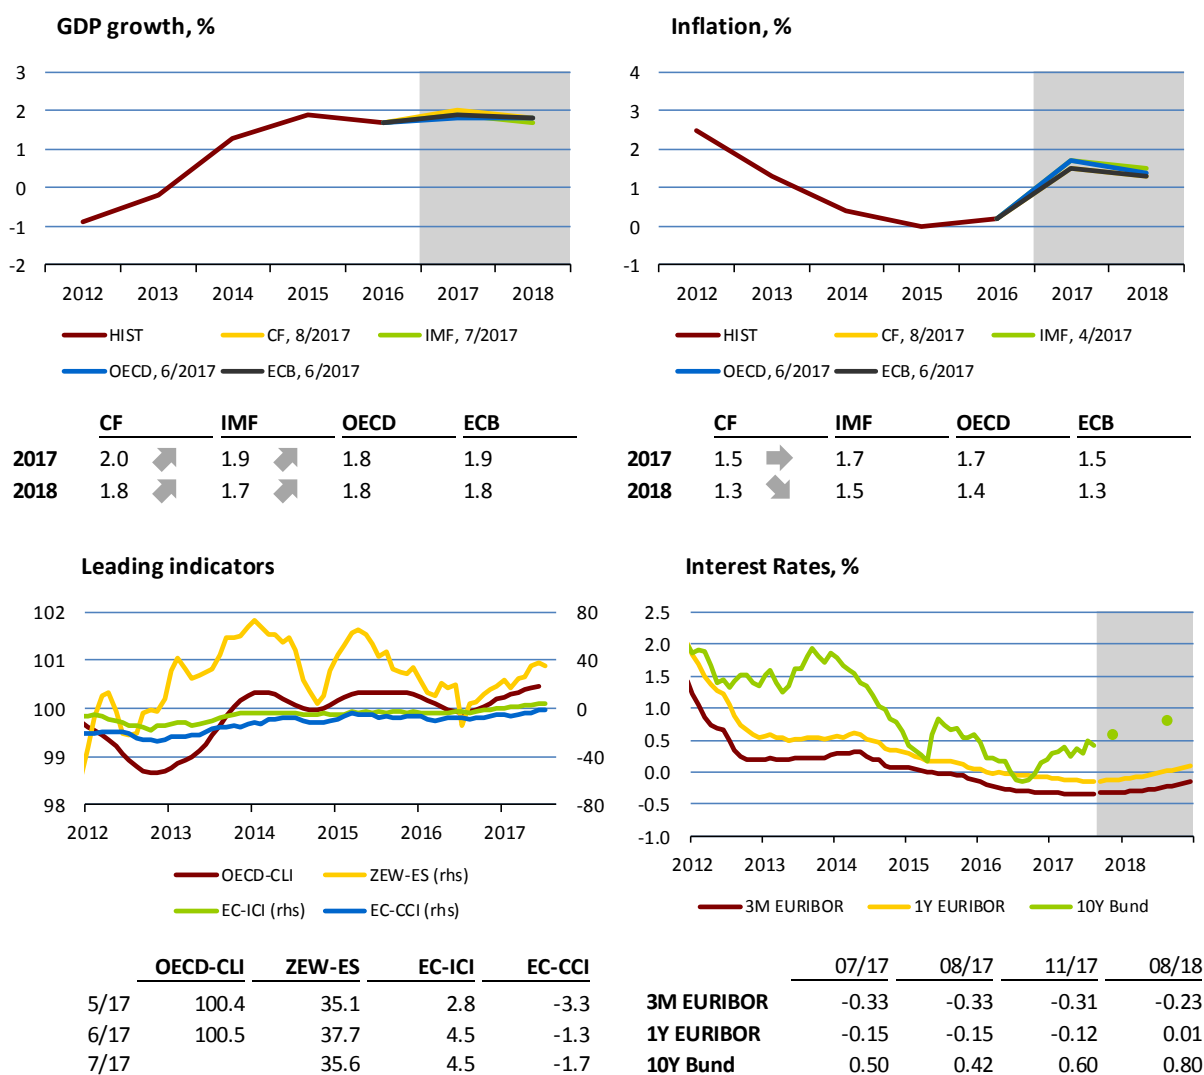 GDP growth, %
3
2
1
0
-1
-2
2012 2013 2014 2015 2016 2017 2018
HIST CF, 8/2017 IMF, 7/2017
OECD, 6/2017 ECB, 6/2017
CF IMF OECD ECB
2017 2.0 1.9 1.8 1.9
2018 1.8 1.7 1.8 1.8
Inflation, %
4
3
2
1
0
-1
2012 2013 2014 2015 2016 2017 2018
HIST CF, 8/2017 IMF, 4/2017
OECD, 6/2017 ECB, 6/2017
CF IMF OECD ECB
2017 1.5 1.7 1.7 1.5
2018 1.3 1.5 1.4 1.3
Leading indicators
102 80
101 40
100 0
99 -40
98 -80
2012 2013 2014 2015 2016 2017
OECD-CLI ZEW-ES (rhs)
EC-ICI (rhs) EC-CCI (rhs)
OECD-CLI ZEW-ES EC-ICI EC-CCI
5/17 100.4 35.1 2.8 -3.3
6/17 100.5 37.7 4.5 -1.3
7/17 35.6 4.5 -1.7
Interest Rates, %
2.5
2.0
1.5
1.0
0.5
0.0
-0.5
-1.0
2012 2013 2014 2015 2016 2017 2018
3M EURIBOR 1Y EURIBOR 10Y Bund
07/17 08/17 11/17 08/18
3M EURIBOR -0.33 -0.33 -0.31 -0.23
1Y EURIBOR -0.15 -0.15 -0.12 0.01
10Y Bund 0.50 0.42 0.60 0.80